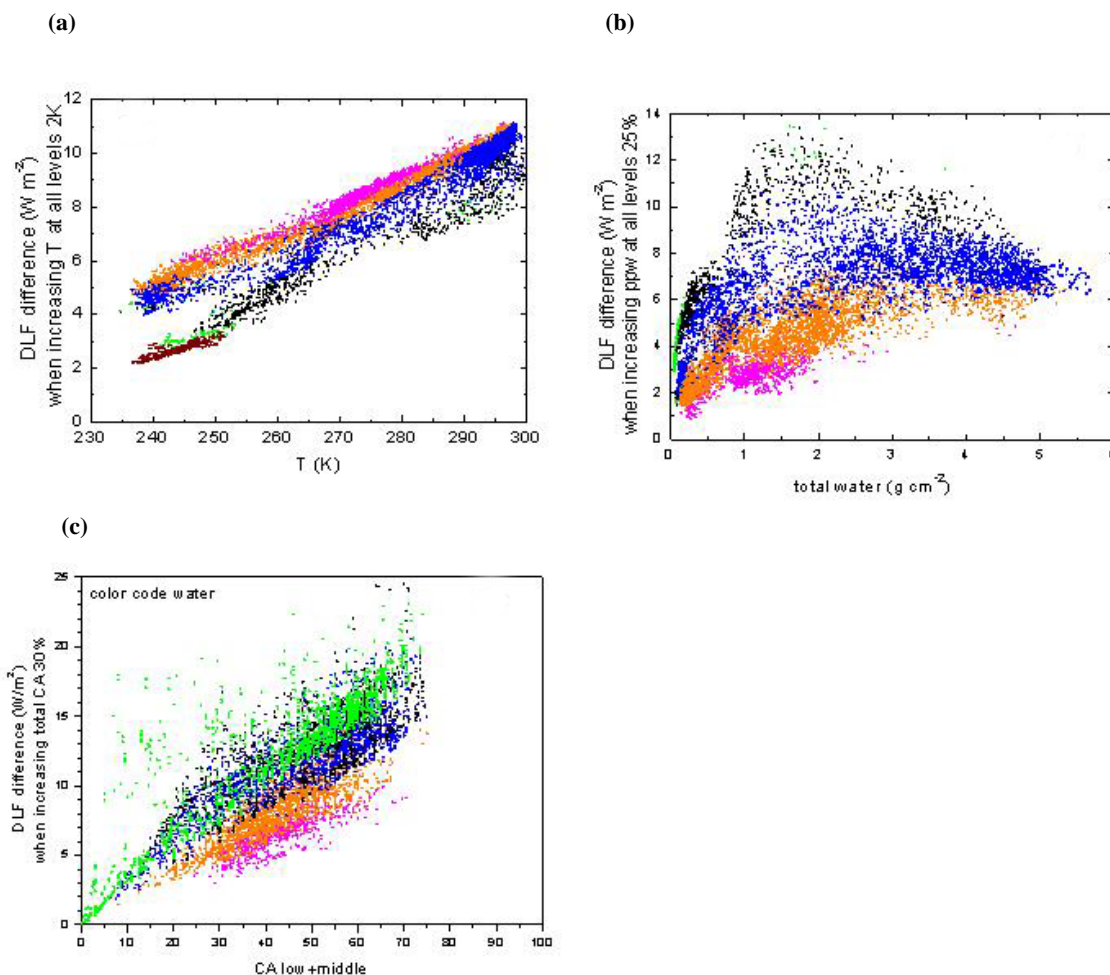 (a)
DLF difference (W m⁻²)
when increasing T at all levels 2K
12
10
8
6
4
2
0
230 240 250 260 270 280 290 300
T (K)
(b)
DLF difference (W m⁻²)
when increasing ppw at all levels 25%
14
12
10
8
6
4
2
0
0 1 2 3 4 5 6
total water (g cm⁻²)
(c)
DLF difference (W/m²)
when increasing total CA30%
25
20
15
10
5
0
color code water
0 10 20 30 40 50 60 70 80 90 100
CA low+middle